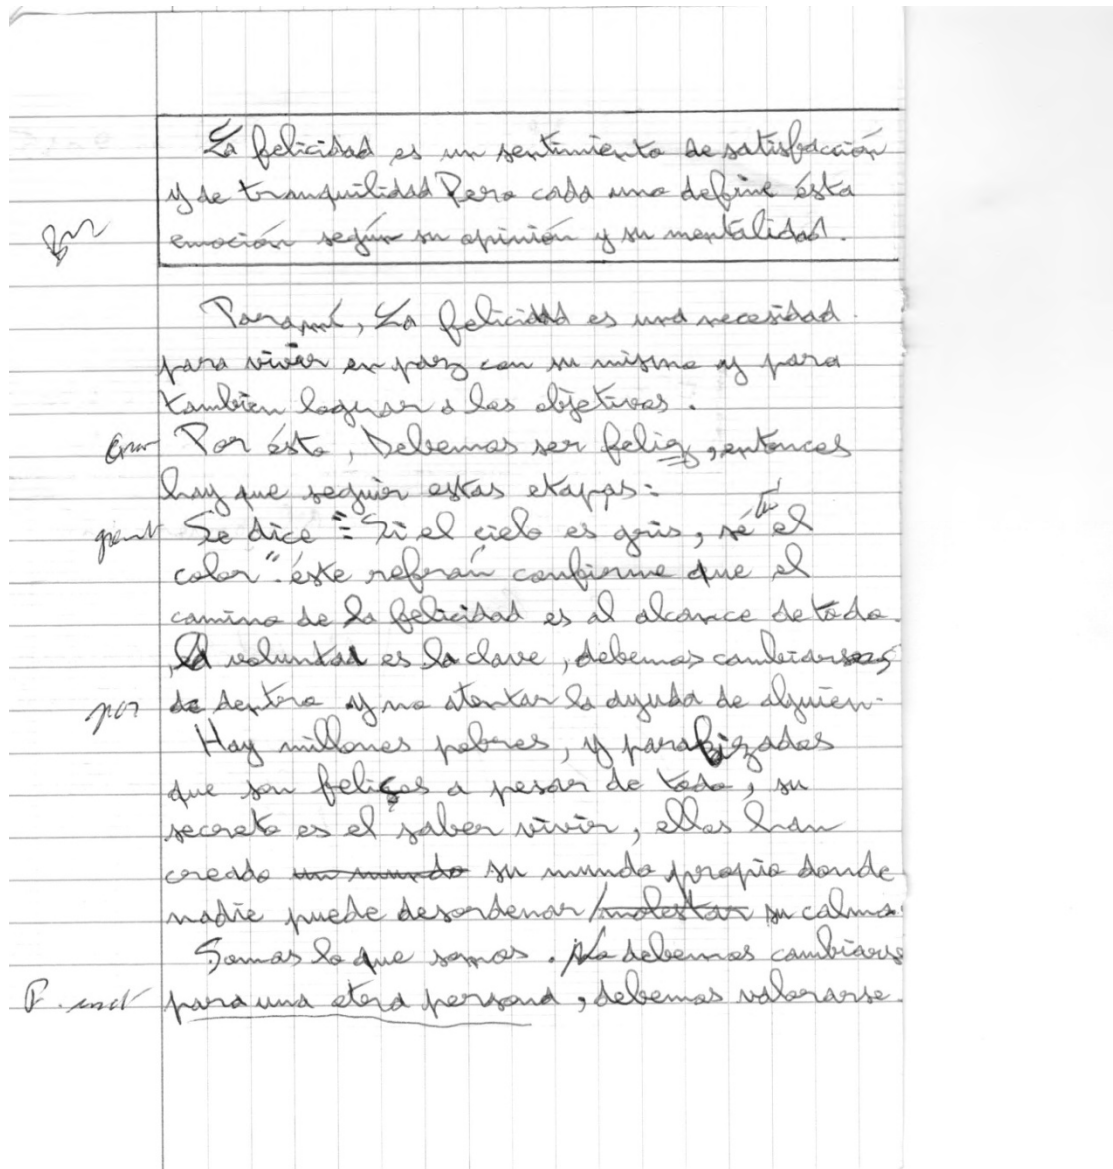 La felicidad es un sentimiento de satisfacción
y de tranquilidad Pero cada uno define ésta
emoción según su opinión y su mentalidad.
Para mí, La felicidad es una necesidad
para vivir en paz con su mismo y para
tambien lograr a los objetivos.
Por ésto, Debemos ser feliz, entonces
hay que seguir estas etapas:
Se dice "Si el cielo es gris, sé tú el
color". éste refrán confirme que el
camino de la felicidad es al alcance de todo.
, la voluntad es la clave, debemos cambiarnos
de dentro y no atentar la ayuda de alguien.
Hay millones pobres, y paralizados
que son felices a pesar de todo, su
secreto es el saber vivir, ellos han
creado un mundo su mundo propio donde
nadie puede desordenar /molestar su calma.
Somos lo que somos. No debemos cambiarse
P. para una otra persona, debemos valorarse.